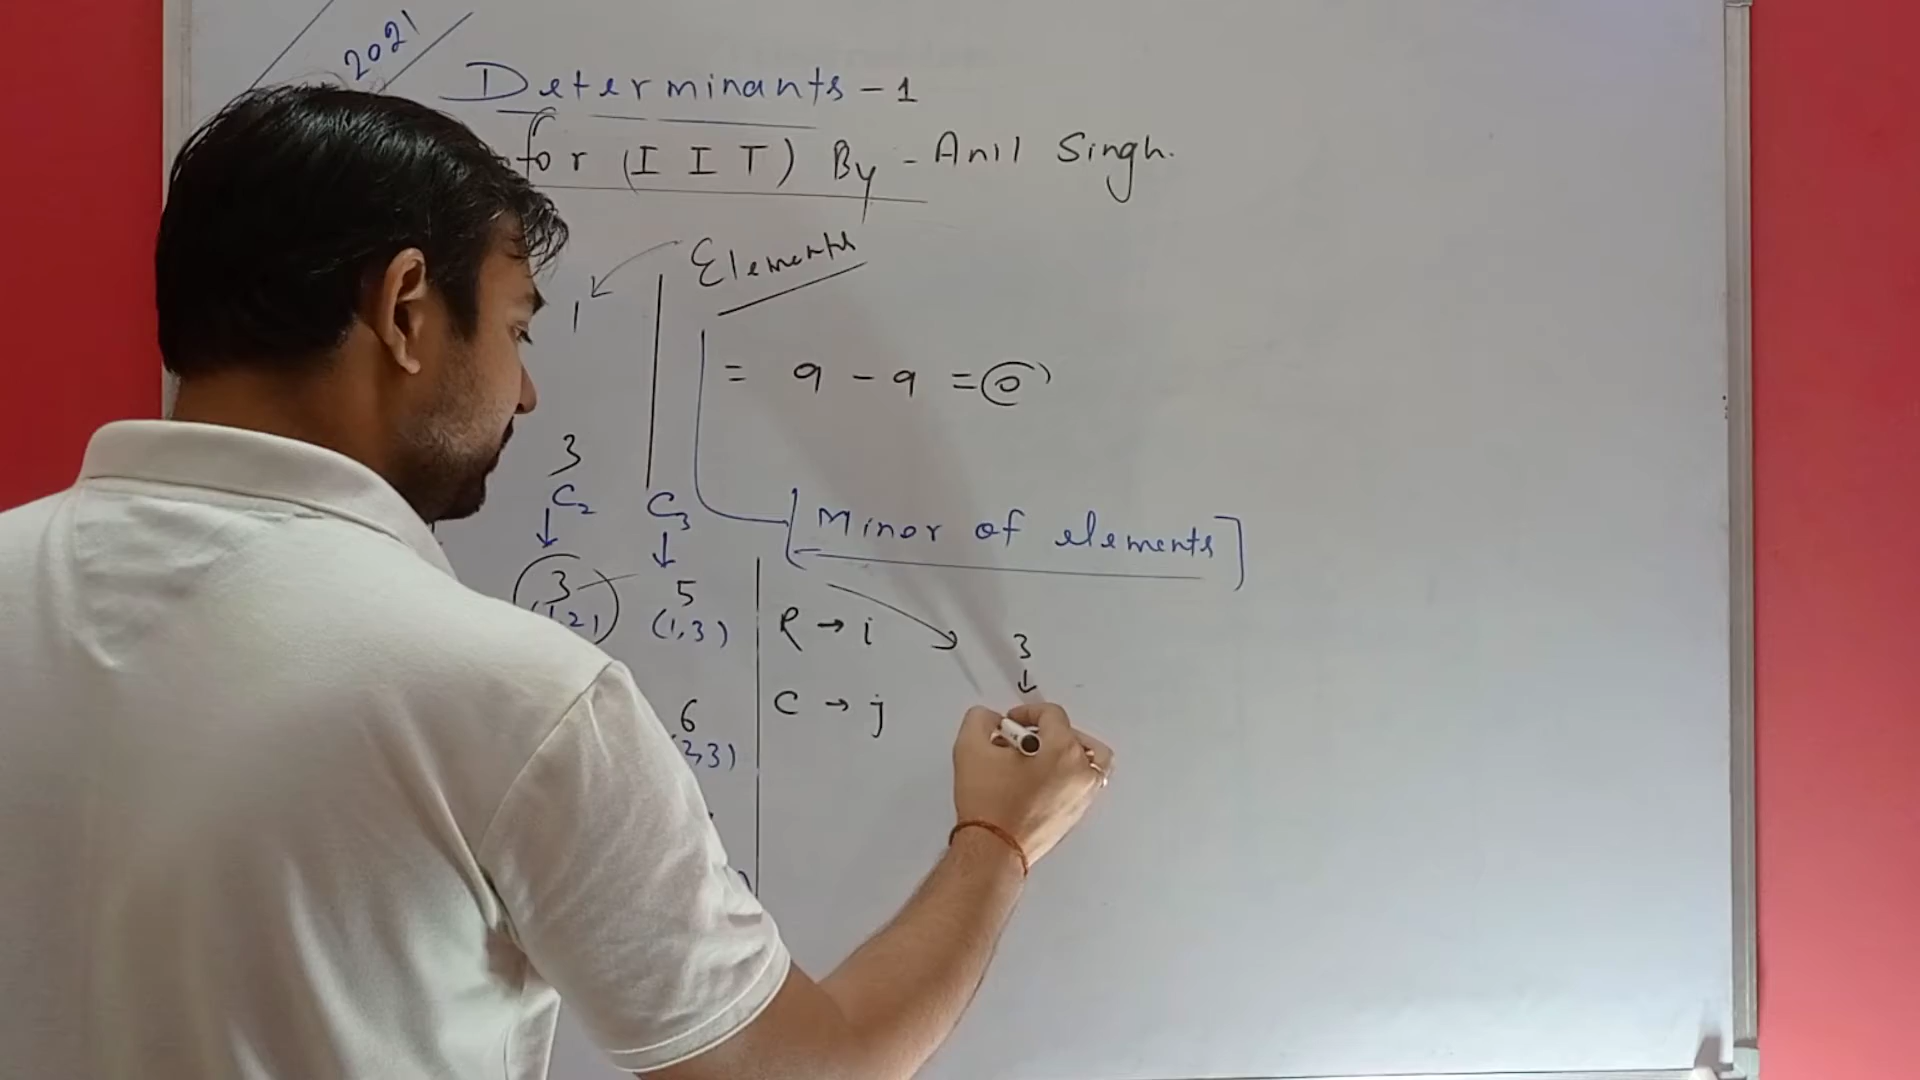 2021
Determinants - 1
for (IIT) By - Anil Singh.
Elements
1
= 9 - 9 = 0
3
C₂ C₃
[Minor of elements]
3 5
(1,3)
R → i
3
C → j
6